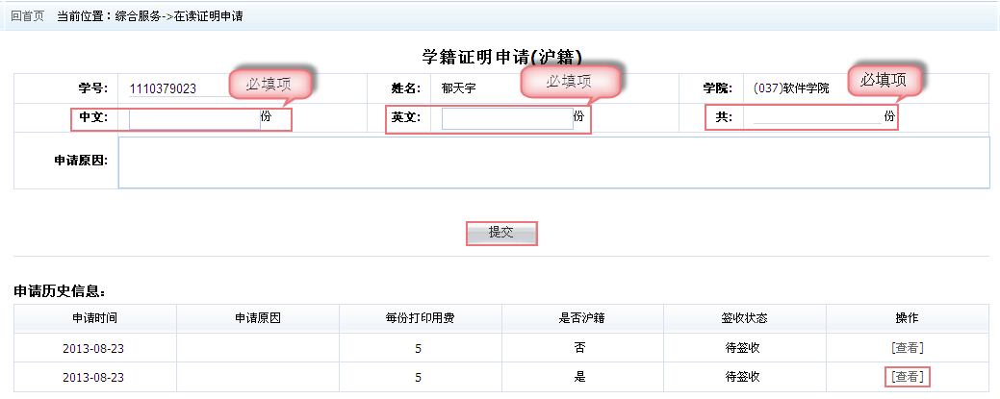 回首页 当前位置：综合服务->在读证明申请
学籍证明申请(沪籍)
必填项 必填项 必填项
学号: 1110379023 姓名: 郁天宇 学院: (037)软件学院
中文: 份 英文: 份 共: 份
申请原因:
提交
申请历史信息:
申请时间 申请原因 每份打印用费 是否沪籍 签收状态 操作
2013-08-23 5 否 待签收 [查看]
2013-08-23 5 是 待签收 [查看]